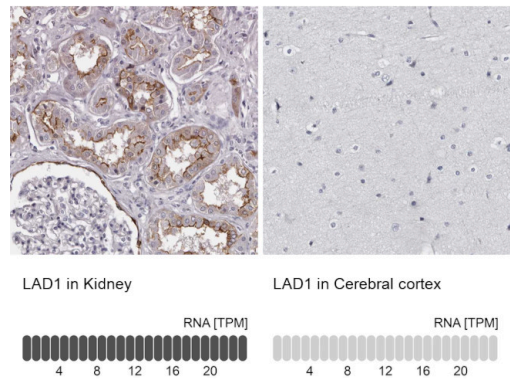 LAD1 in Kidney
RNA [TPM]
4 8 12 16 20
LAD1 in Cerebral cortex
RNA [TPM]
4 8 12 16 20